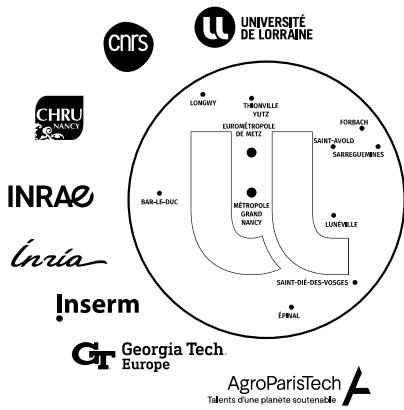 cnrs
UNIVERSITÉ
DE LORRAINE
CHRU
NANCY
LONGWY
THIONVILLE
YUTZ
EUROMÉTROPOLE
DE METZ
FORBACH
SAINT-AVOLD
SARREGUEMINES
INRAE
BAR-LE-DUC
MÉTROPOLE
GRAND
NANCY
LUNÉVILLE
Inria
SAINT-DIÉ-DES-VOSGES
Inserm
ÉPINAL
GT Georgia Tech
Europe
AgroParisTech
Talents d'une planète soutenable